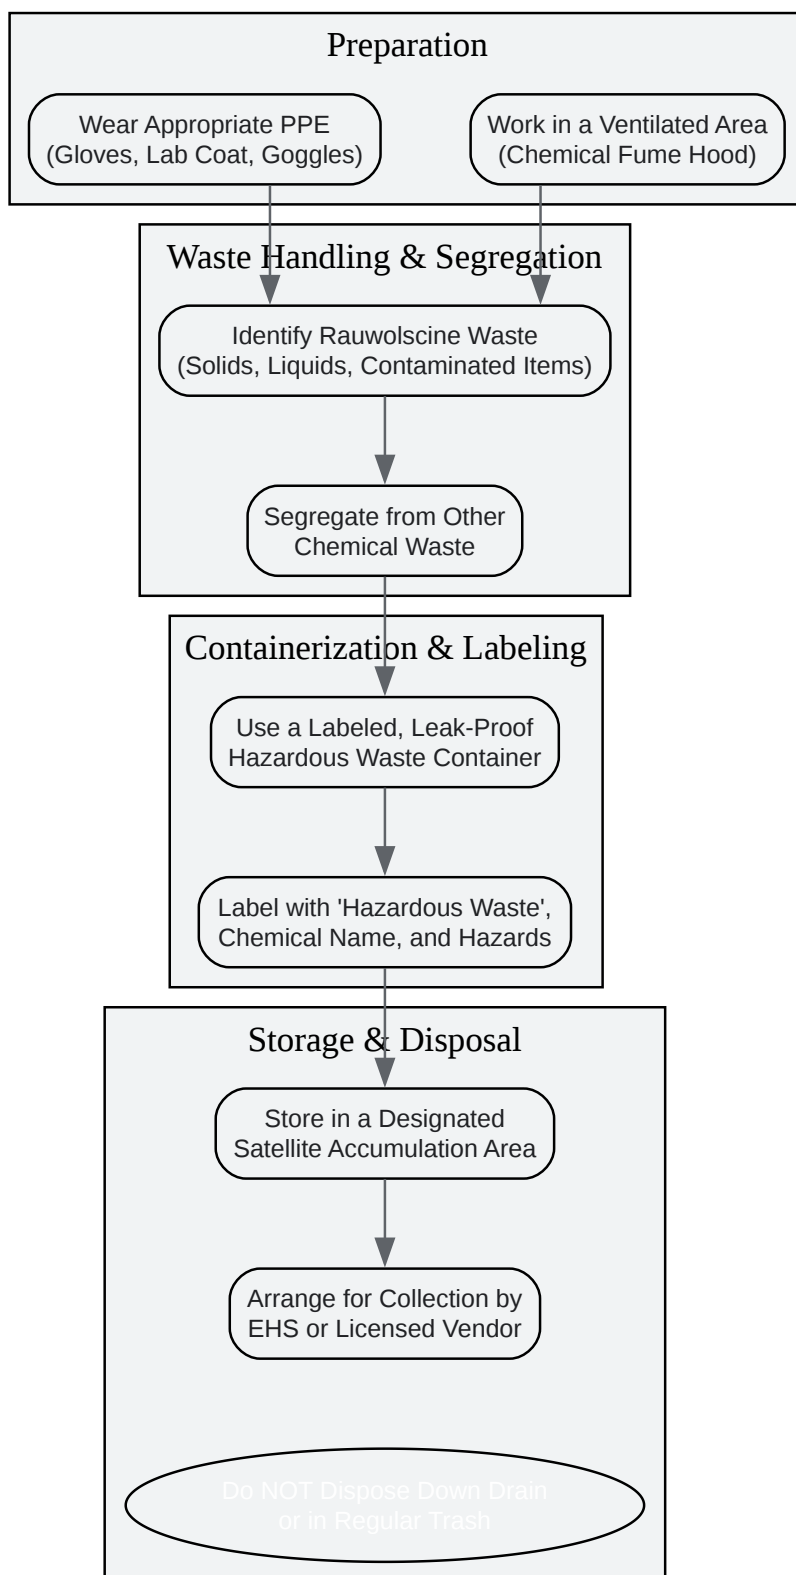 Preparation
Wear Appropriate PPE
(Gloves, Lab Coat, Goggles)
Work in a Ventilated Area
(Chemical Fume Hood)
Waste Handling & Segregation
Identify Rauwolscine Waste
(Solids, Liquids, Contaminated Items)
Segregate from Other
Chemical Waste
Containerization & Labeling
Use a Labeled, Leak-Proof
Hazardous Waste Container
Label with 'Hazardous Waste',
Chemical Name, and Hazards
Storage & Disposal
Store in a Designated
Satellite Accumulation Area
Arrange for Collection by
EHS or Licensed Vendor
Do NOT Dispose Down Drain
or in Regular Trash